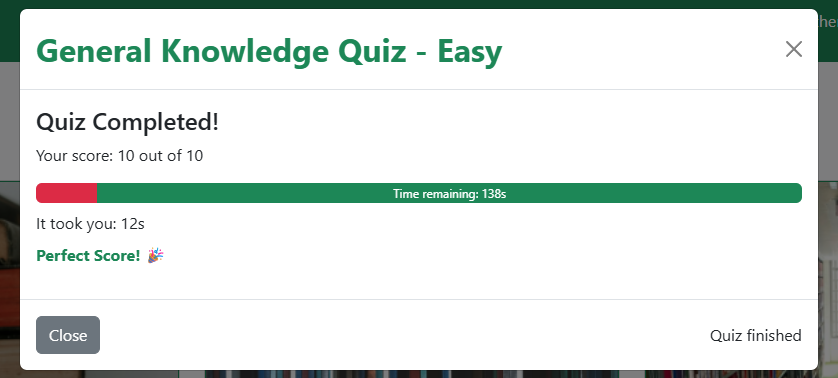 General Knowledge Quiz - Easy
Quiz Completed!
Your score: 10 out of 10
Time remaining: 138s
It took you: 12s
Perfect Score! 🎉
Close
Quiz finished